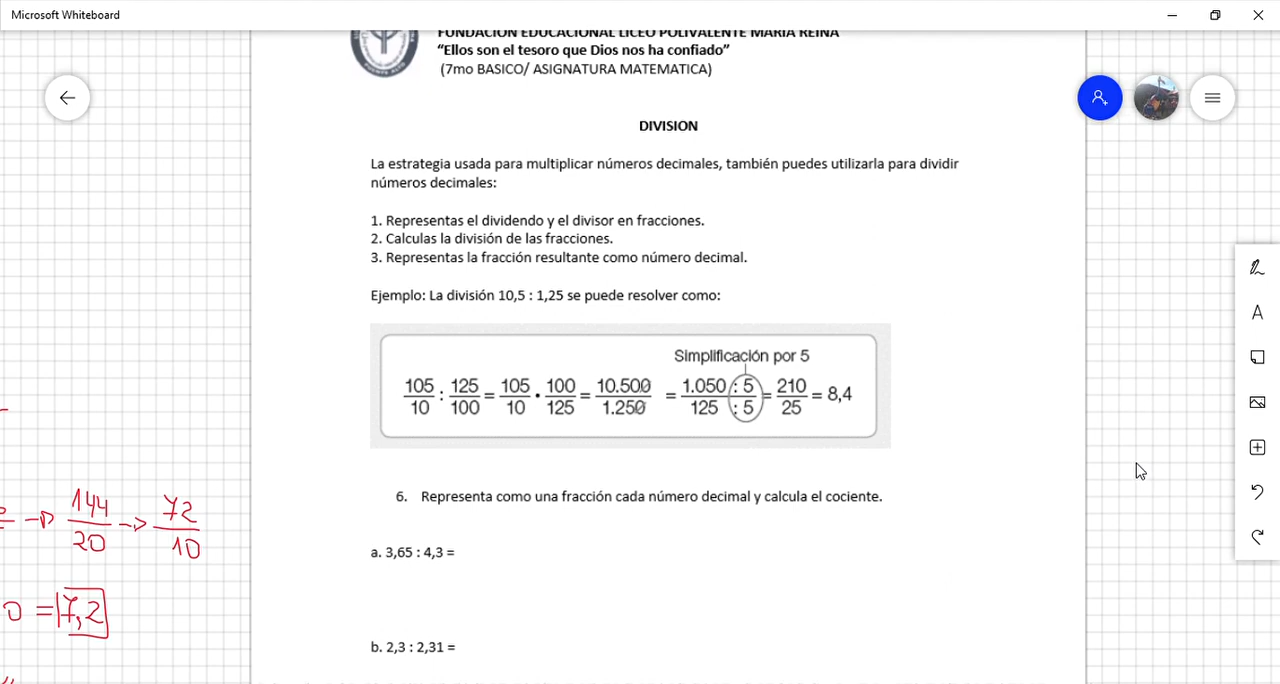 Microsoft Whiteboard
FUNDACION EDUCACIONAL LICEO POLIVALENTE MARIA REINA
“Ellos son el tesoro que Dios nos ha confiado”
(7mo BASICO/ ASIGNATURA MATEMATICA)
DIVISION
La estrategia usada para multiplicar números decimales, también puedes utilizarla para dividir
números decimales:
1. Representas el dividendo y el divisor en fracciones.
2. Calculas la división de las fracciones.
3. Representas la fracción resultante como número decimal.
Ejemplo: La división 10,5 : 1,25 se puede resolver como:
Simplificación por 5
105/10 : 125/100 = 105/10 · 100/125 = 10.500/1.250 = 1.050 : 5/125 : 5 = 210/25 = 8,4
6. Representa como una fracción cada número decimal y calcula el cociente.
144/20 → 72/10
a. 3,65 : 4,3 =
0 = 7,2
b. 2,3 : 2,31 =